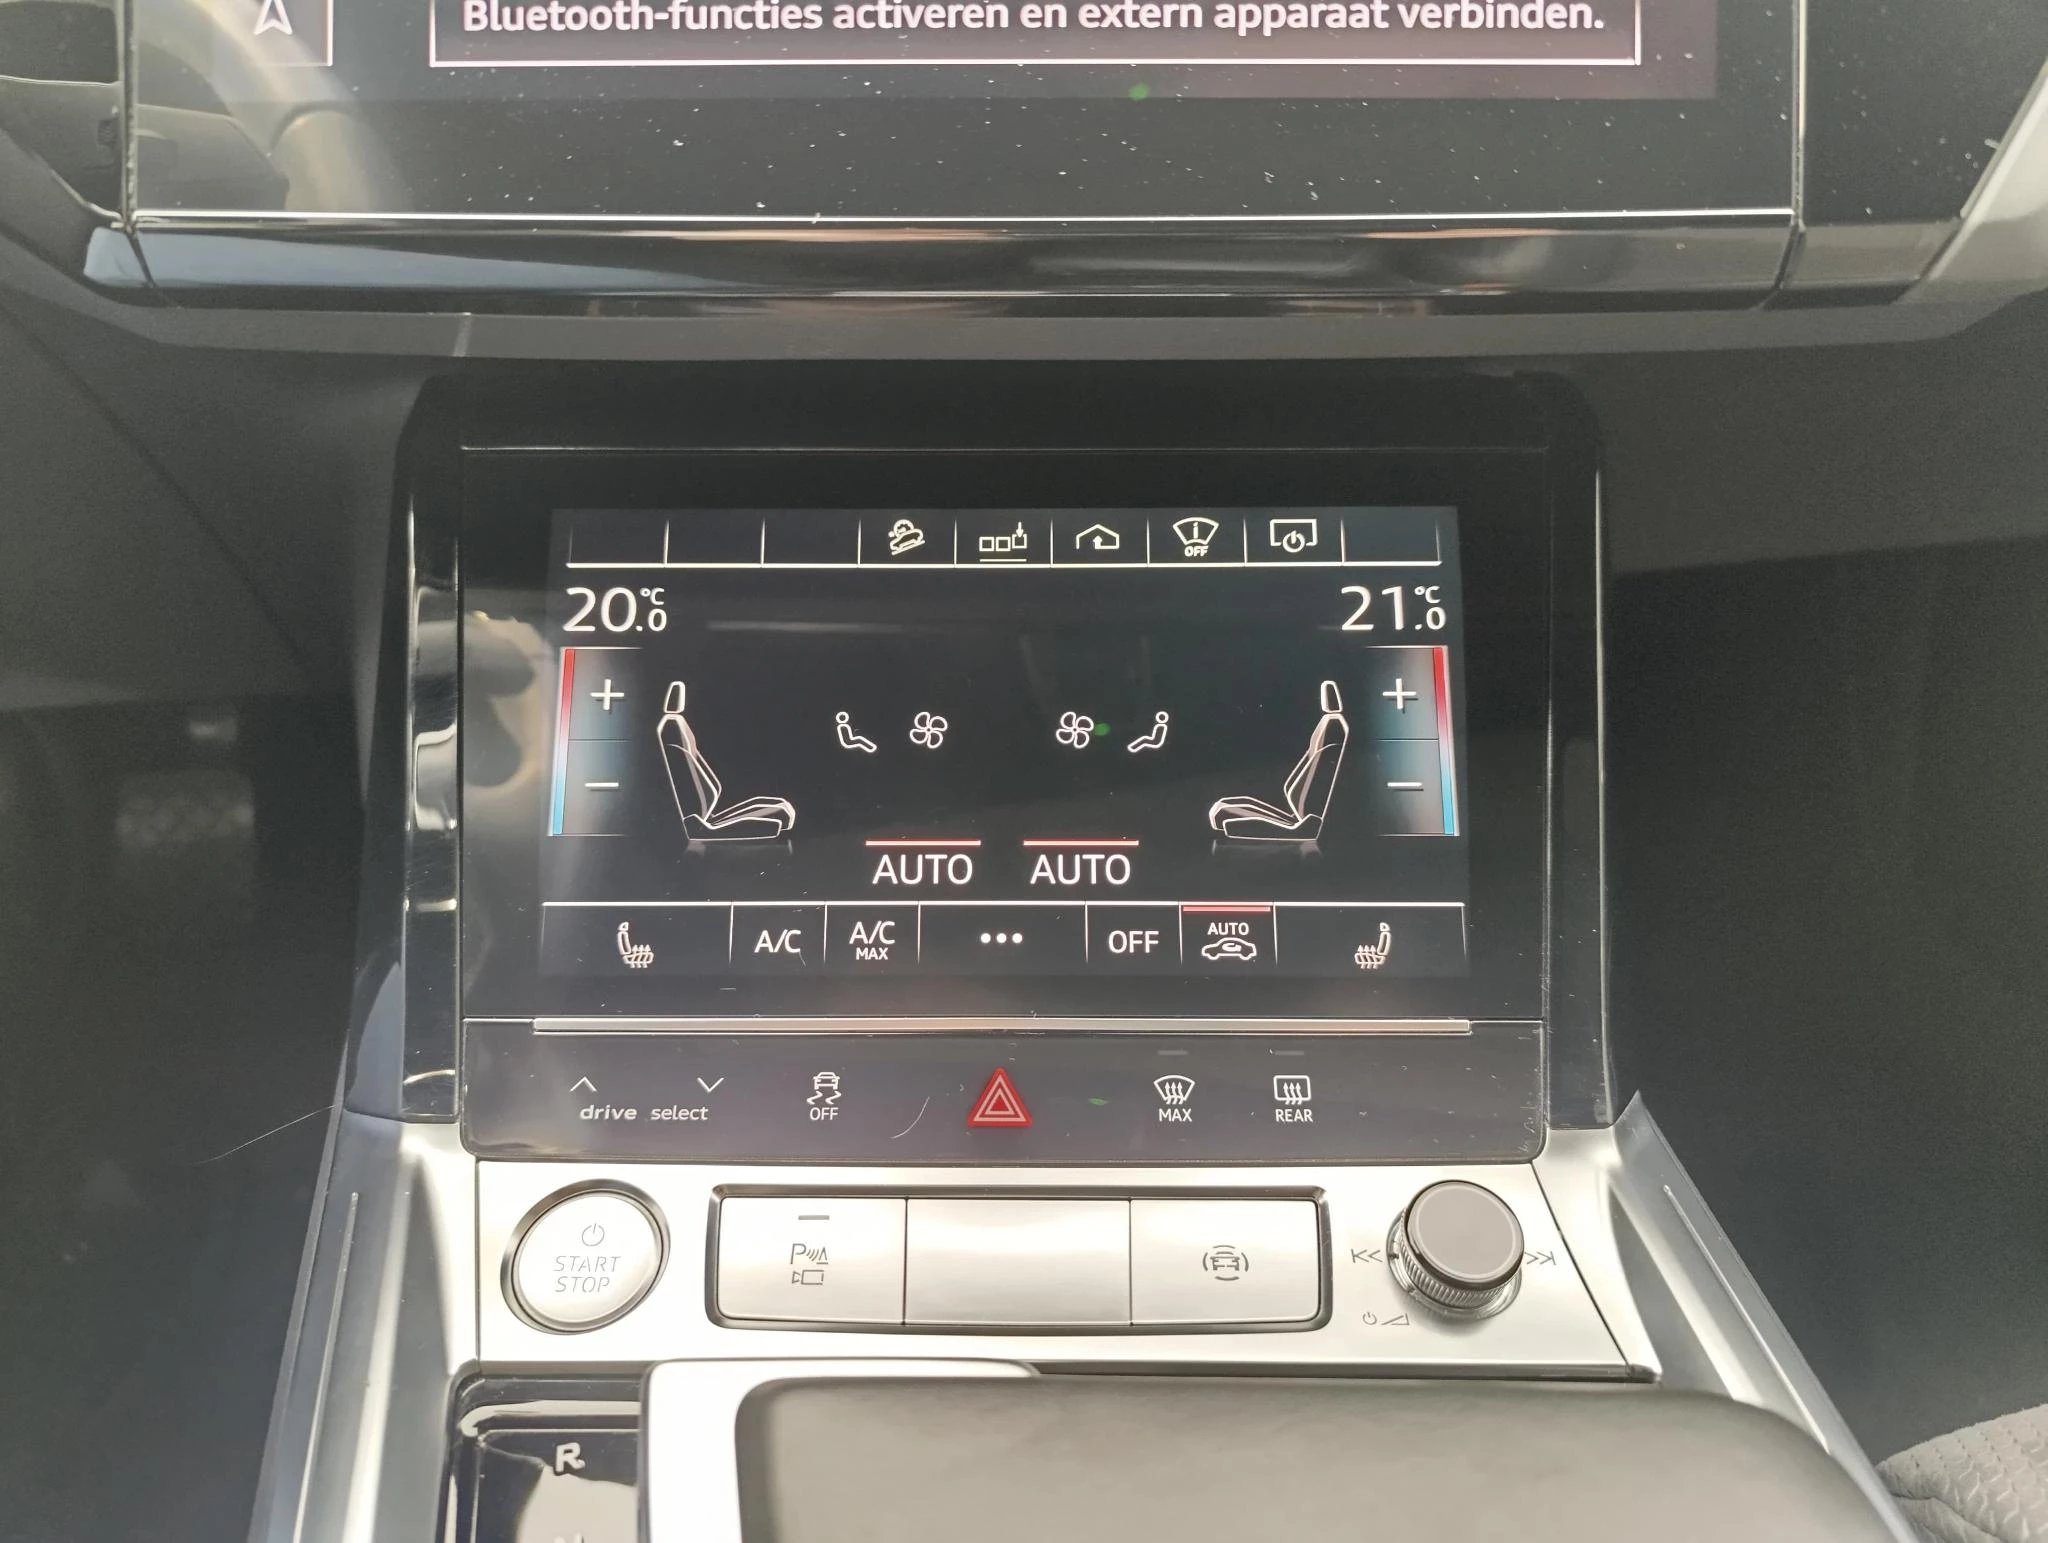 Bluetooth-functies activeren en extern apparaat verbinden.
OFF
20.0 °C
21.0 °C
AUTO AUTO
A/C
A/C MAX
OFF
AUTO
drive select
OFF
MAX
REAR
START
STOP
P
R